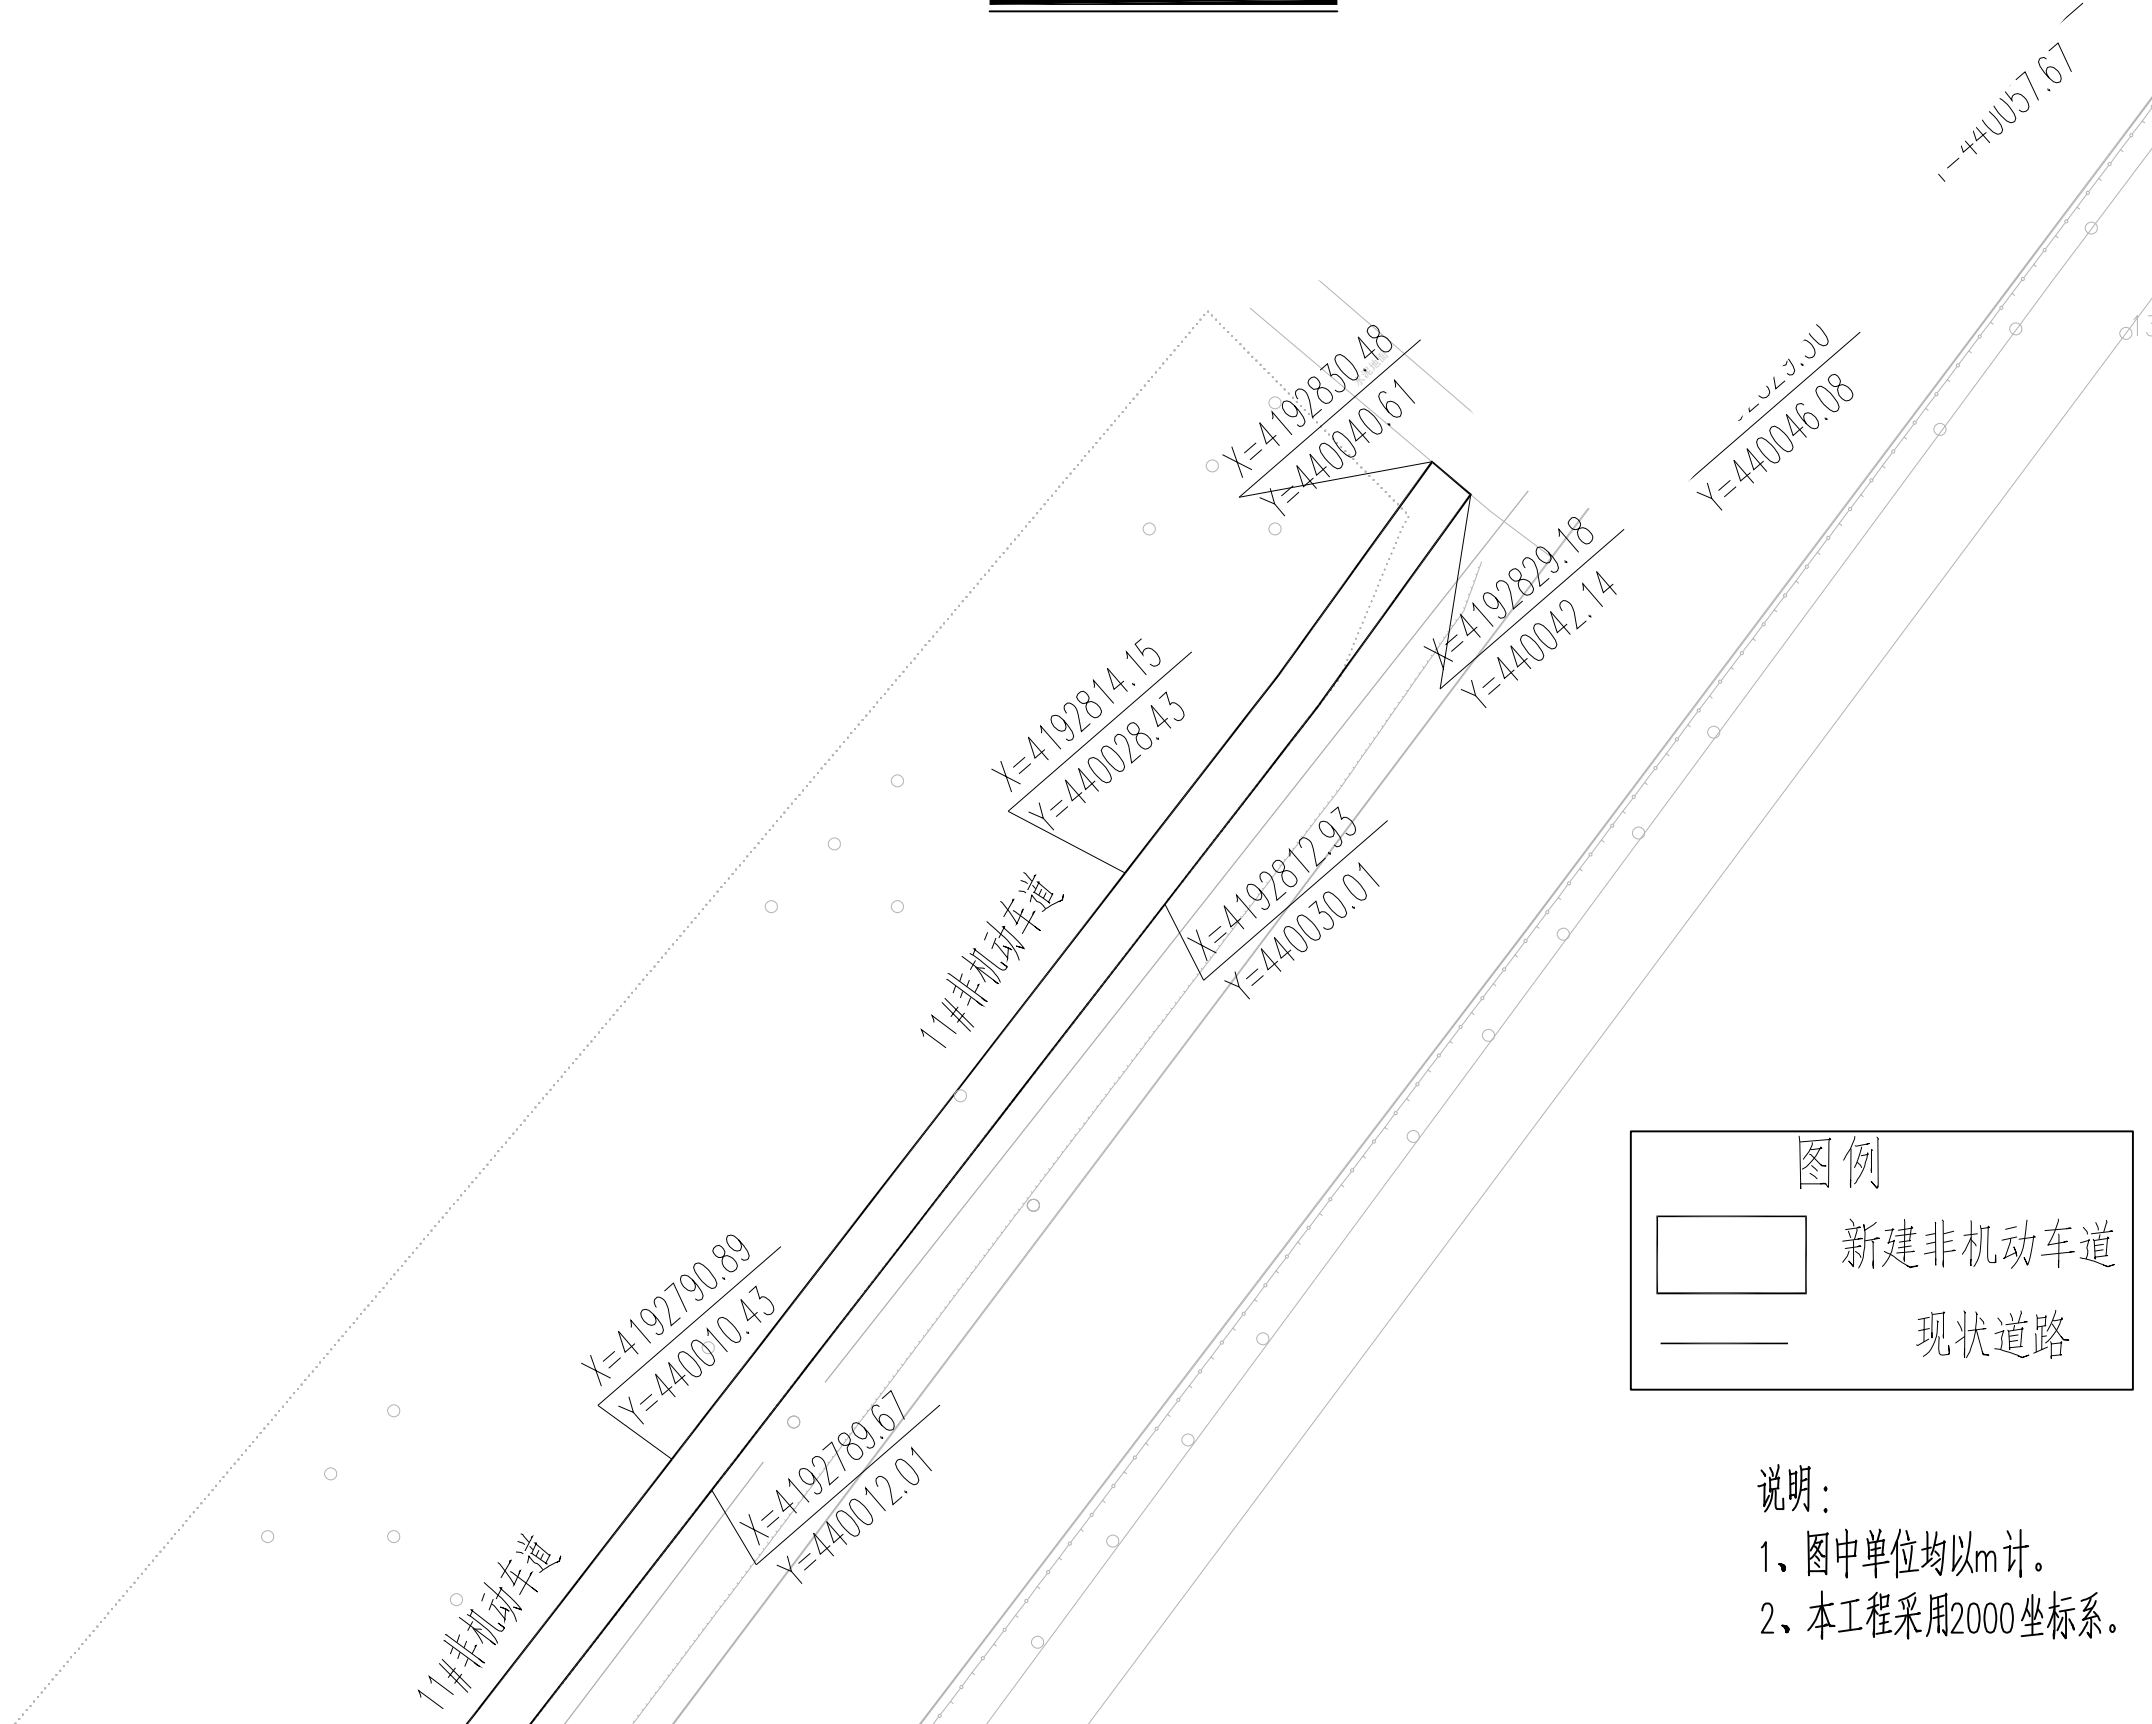 Y=440057.67
X=4192830.48
Y=440040.61
Y=440046.08
X=4192829.18
Y=440042.14
X=4192814.15
Y=440028.43
X=4192812.93
Y=440030.01
11#非机动车道
X=4192790.89
Y=440010.43
X=4192789.67
Y=440012.01
11#非机动车道
图例
新建非机动车道
现状道路
说明：
1、图中单位均以m计。
2、本工程采用2000坐标系。